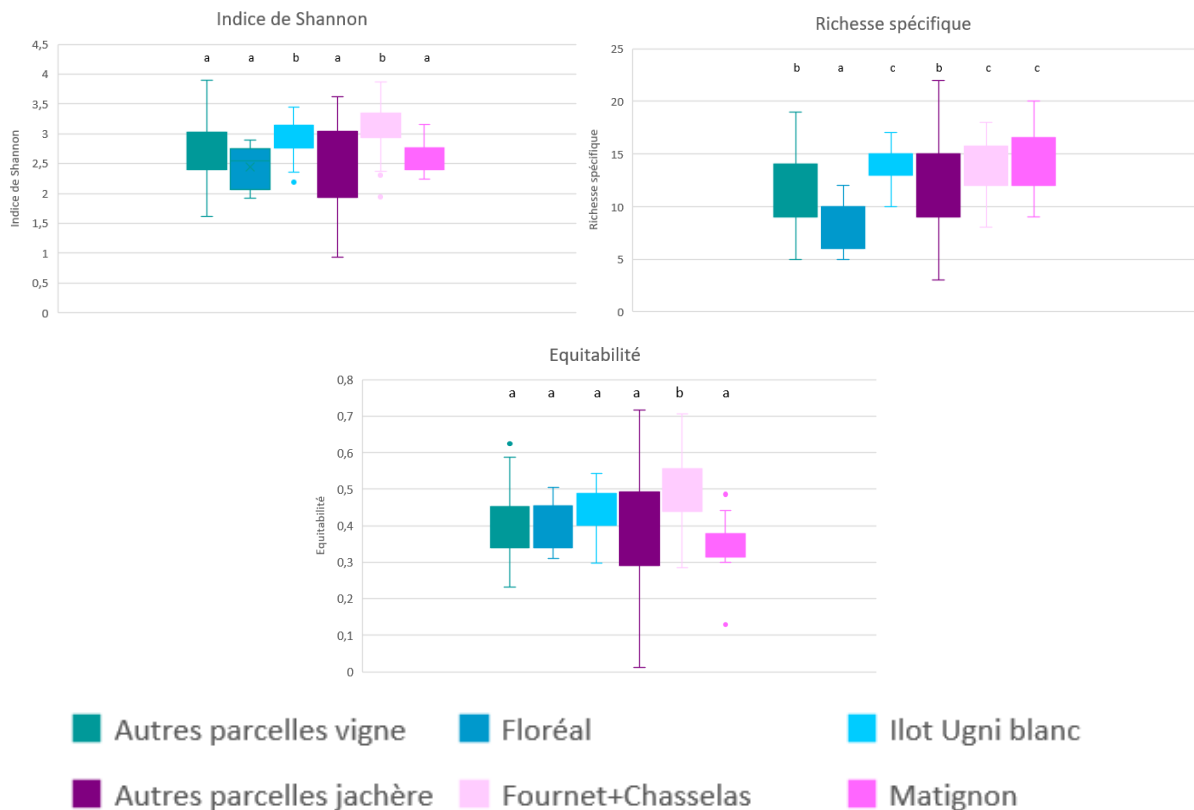 Indice de Shannon
4,5
4
3,5
3
2,5
2
1,5
1
0,5
0
Indice de Shannon
a a b a b a
Richesse spécifique
25
20
15
10
5
0
Richesse spécifique
b a c b c c
Equitabilité
0,8
0,7
0,6
0,5
0,4
0,3
0,2
0,1
0
Equitabilité
a a a a b a
Autres parcelles vigne Floréal Ilot Ugni blanc
Autres parcelles jachère Fournet+Chasselas Matignon